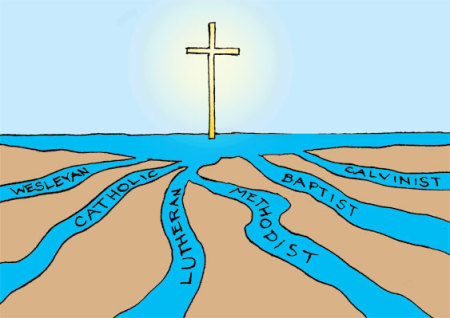 WESLEYAN
CATHOLIC
LUTHERAN
METHODIST
BAPTIST
CALVINIST